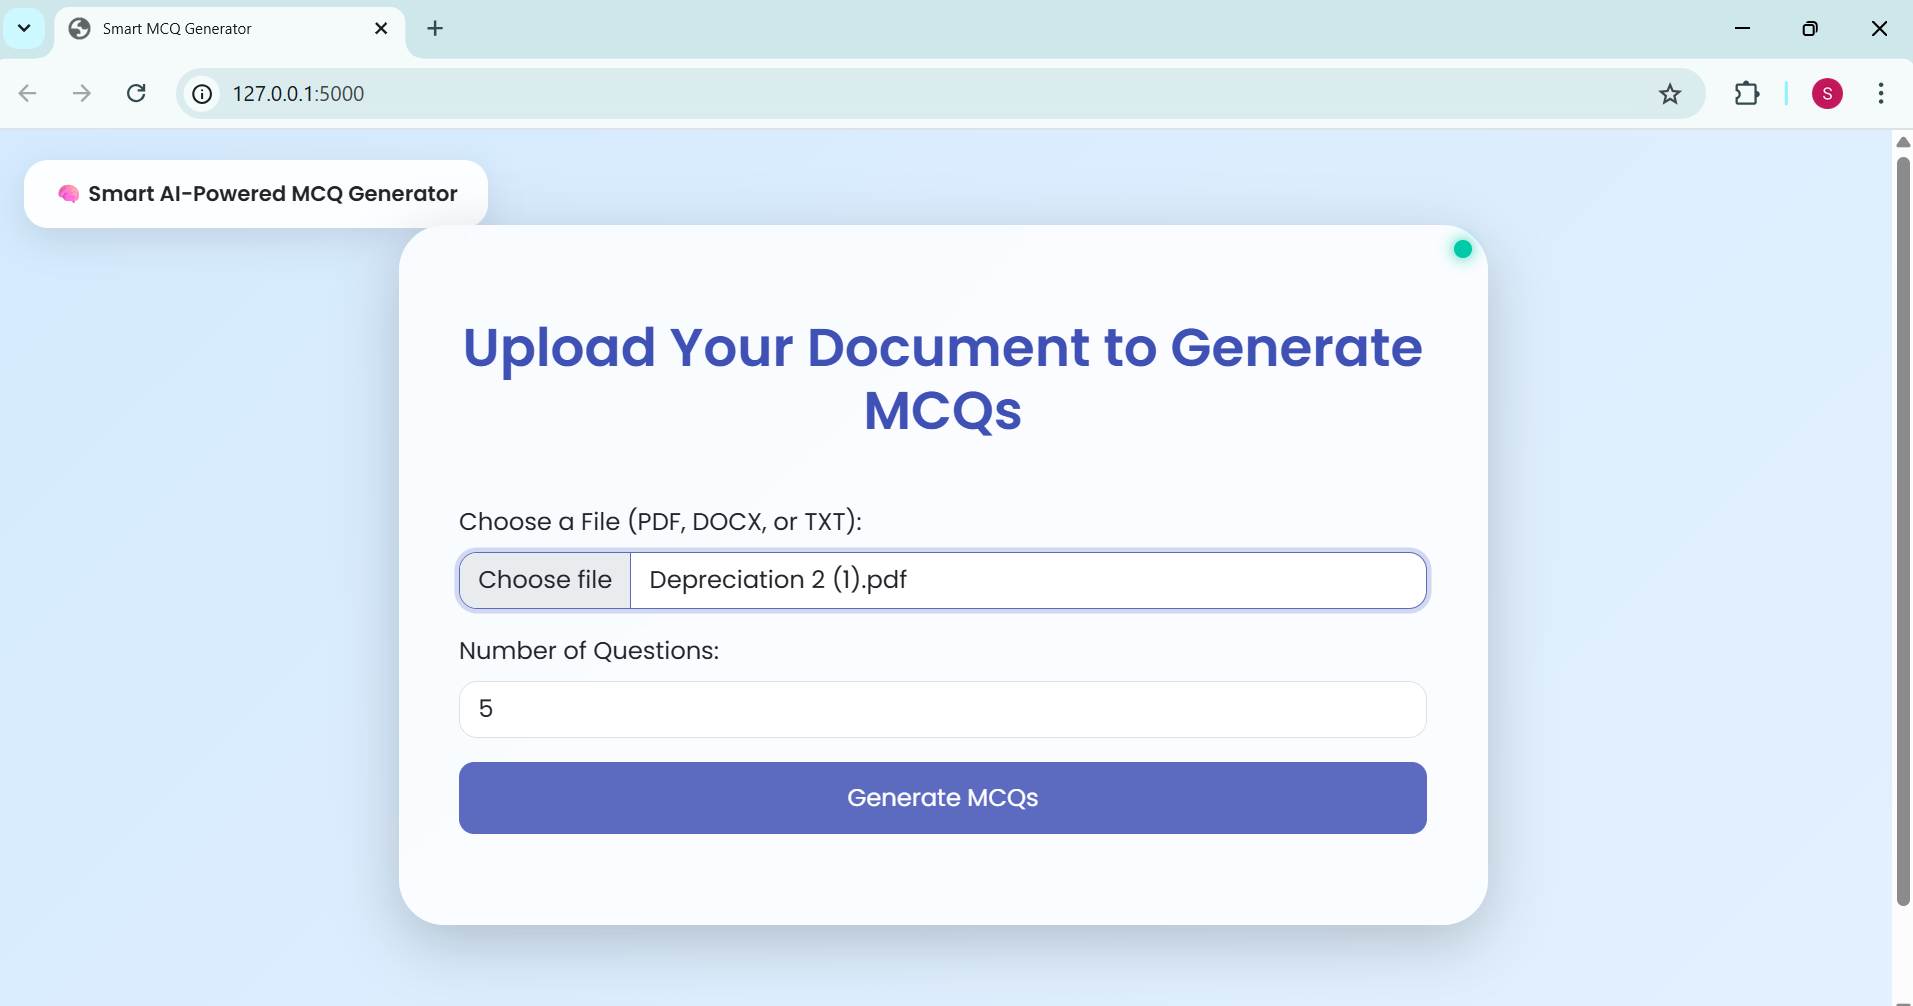 Smart MCQ Generator
127.0.0.1:5000
S
Smart AI-Powered MCQ Generator
Upload Your Document to Generate
MCQs
Choose a File (PDF, DOCX, or TXT):
Choose file Depreciation 2 (1).pdf
Number of Questions:
5
Generate MCQs